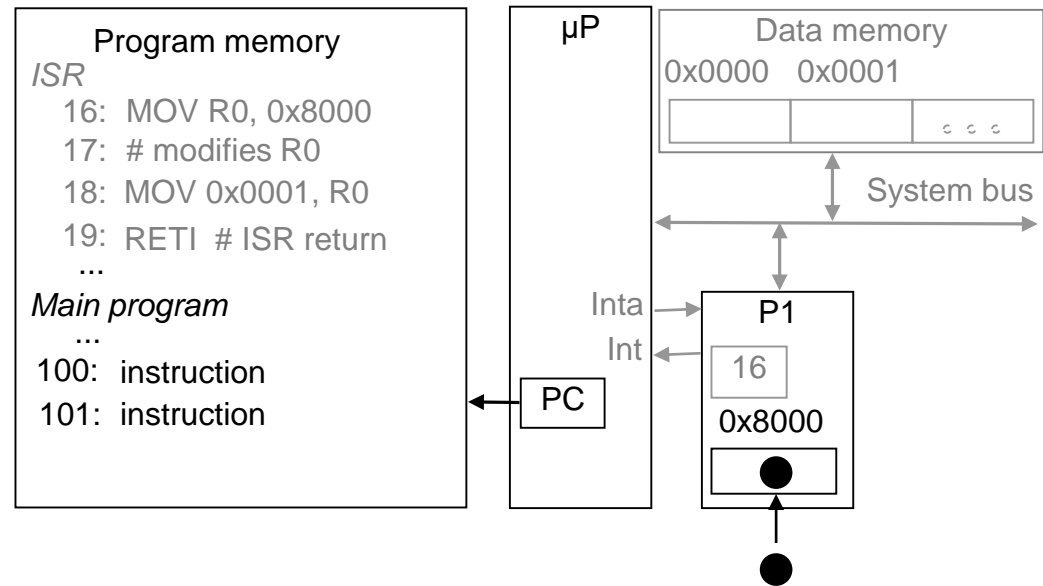 Program memory
ISR
16: MOV R0, 0x8000
17: # modifies R0
18: MOV 0x0001, R0
19: RETI # ISR return
...
Main program
...
100: instruction
101: instruction
μP
PC
Inta
Int
Data memory
0x0000 0x0001
System bus
P1
16
0x8000